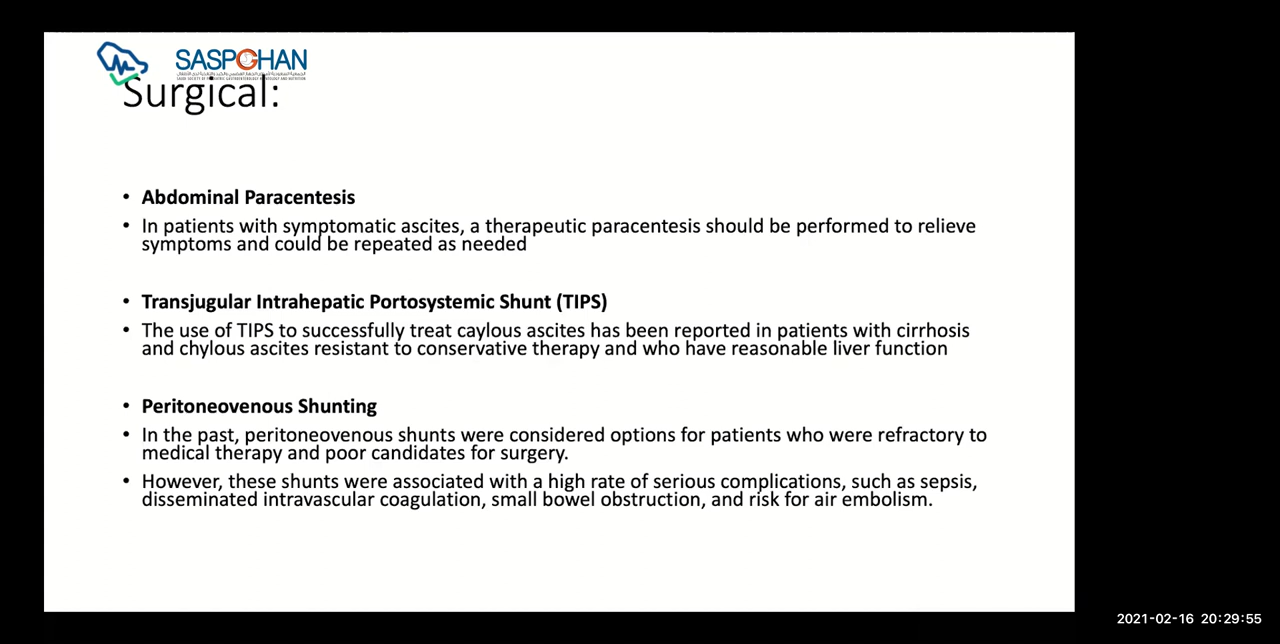 SASPGHAN
Surgical:
• Abdominal Paracentesis
• In patients with symptomatic ascites, a therapeutic paracentesis should be performed to relieve
symptoms and could be repeated as needed
• Transjugular Intrahepatic Portosystemic Shunt (TIPS)
• The use of TIPS to successfully treat caylous ascites has been reported in patients with cirrhosis
and chylous ascites resistant to conservative therapy and who have reasonable liver function
• Peritoneovenous Shunting
• In the past, peritoneovenous shunts were considered options for patients who were refractory to
medical therapy and poor candidates for surgery.
• However, these shunts were associated with a high rate of serious complications, such as sepsis,
disseminated intravascular coagulation, small bowel obstruction, and risk for air embolism.
2021-02-16 20:29:55